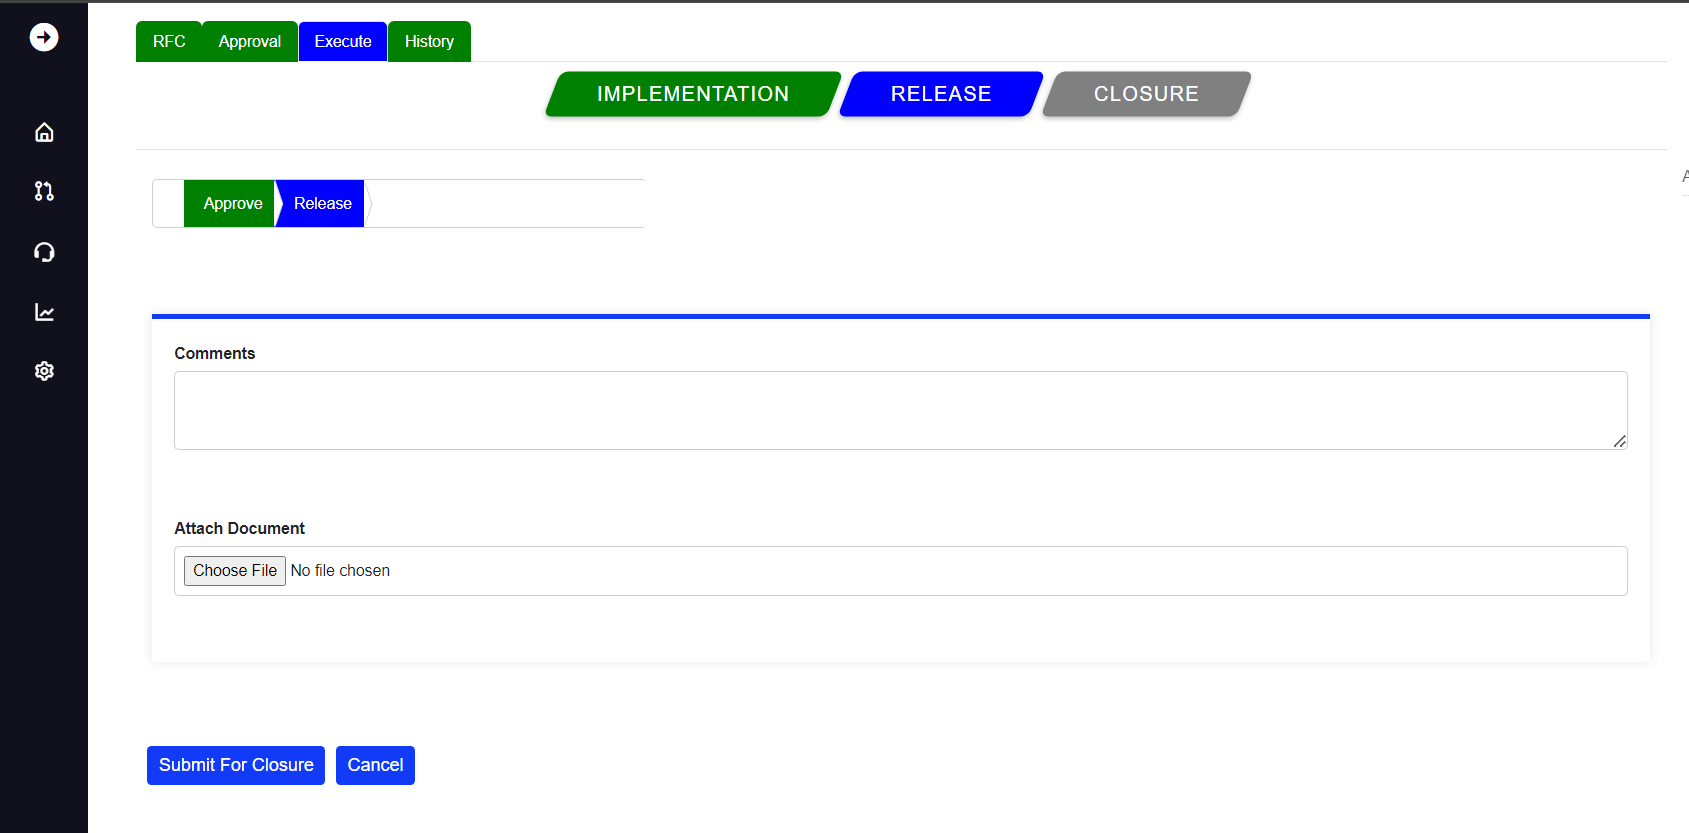 RFC Approval Execute History
IMPLEMENTATION RELEASE CLOSURE
Approve Release
Comments
Attach Document
Choose File No file chosen
Submit For Closure Cancel